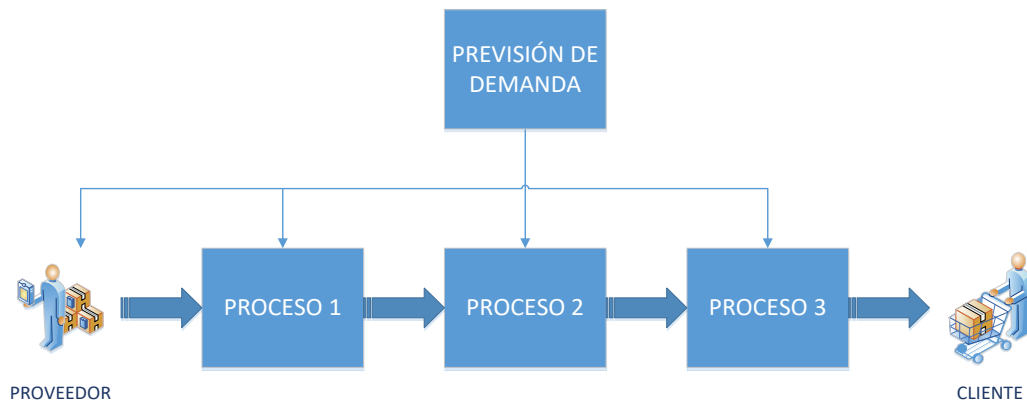 PREVISIÓN DE
DEMANDA
PROCESO 1
PROCESO 2
PROCESO 3
PROVEEDOR
CLIENTE